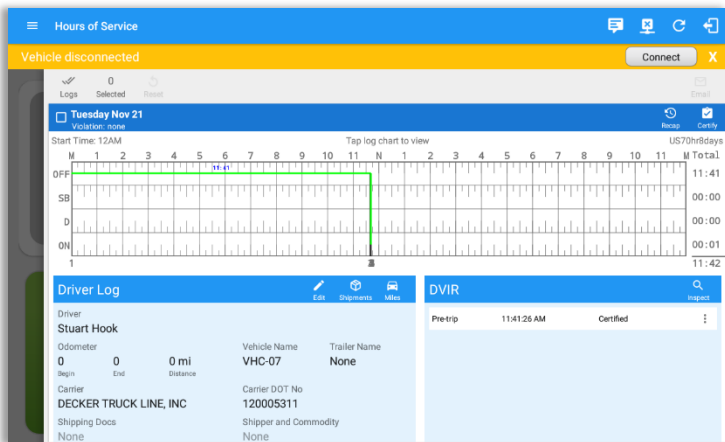 Hours of Service
Vehicle disconnected
Connect X
Logs
0
Selected
Reset
Email
Tuesday Nov 21
Violation: none
Recap
Certify
Start Time: 12AM Tap log chart to view US70hr8days
M 1 2 3 4 5 6 7 8 9 10 11 N 1 2 3 4 5 6 7 8 9 10 11 M Total
OFF 11:41 11:41
SB 00:00
D 00:00
ON 00:01
1 11:42
Driver Log
Edit
Shipments
Miles
Driver
Stuart Hook
Odometer Vehicle Name Trailer Name
0 0 0 mi VHC-07 None
Begin End Distance
Carrier Carrier DOT No
DECKER TRUCK LINE, INC 120005311
Shipping Docs Shipper and Commodity
None None
DVIR
Inspect
Pre-trip 11:41:26 AM Certified